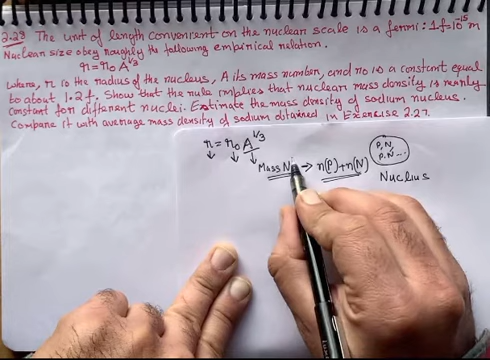 2.29 The unit of length convenient on the nuclear scale is a fermi: 1f=10⁻¹⁵ m
Nuclear size obey roughly the following empirical relation.
r = r₀ A^1/3
where, r is the radius of the nucleus, A its mass number, and r₀ is a constant equal
to about 1.2f. Show that the rule implies that nuclear mass density is nearly
constant for different nuclei. Estimate the mass density of sodium nucleus.
Compare it with average mass density of sodium obtained in Exercise 2.27.
r = r₀ A^1/3
Mass N → n(P)+n(N)
P, N,
P, N...
Nuclius